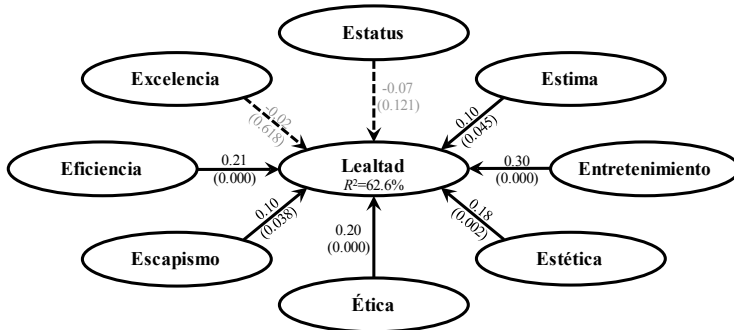 Estatus
Excelencia
Estima
-0.07
(0.121)
-0.02
(0.618)
0.10
(0.045)
Eficiencia
0.21
(0.000)
Lealtad
R²=62.6%
0.30
(0.000)
Entretenimiento
0.10
(0.038)
0.20
(0.000)
0.18
(0.002)
Escapismo
Estética
Ética